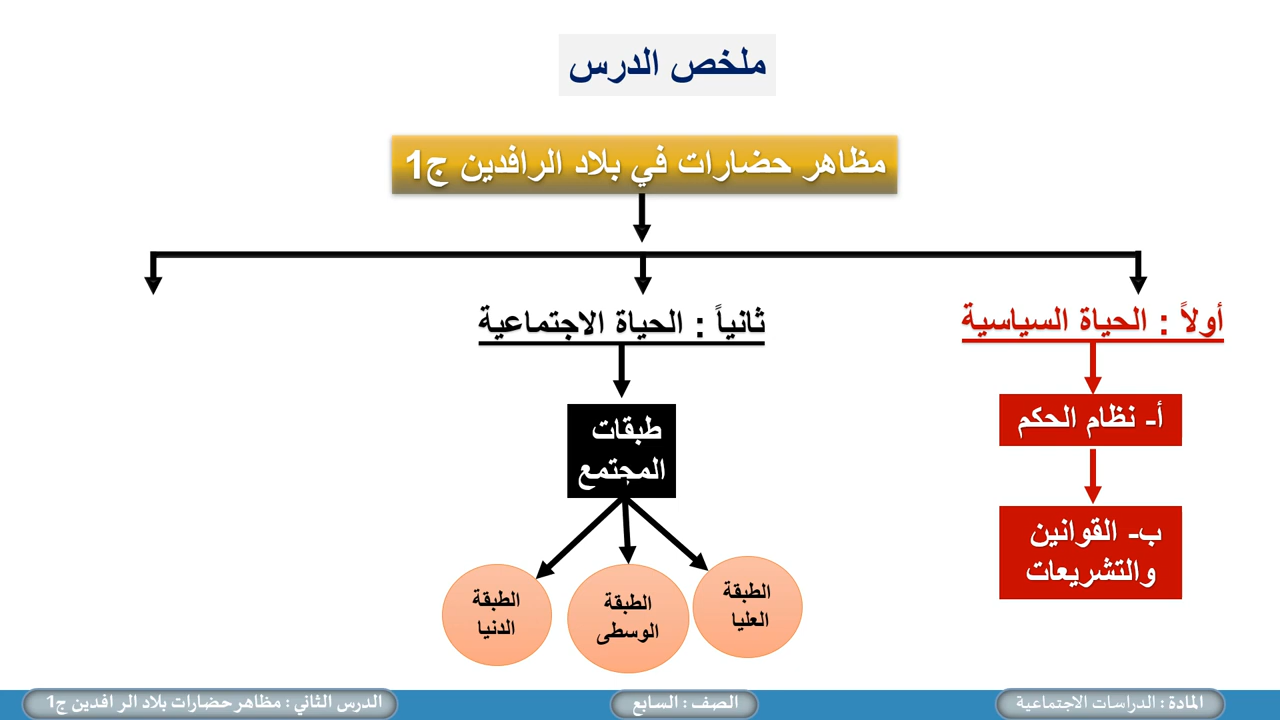 ملخص الدرس
مظاهر حضارات في بلاد الرافدين ج1
أولاً : الحياة السياسية
أ- نظام الحكم
ب- القوانين
والتشريعات
ثانياً : الحياة الاجتماعية
طبقات
المجتمع
الطبقة
العليا
الطبقة
الوسطى
الطبقة
الدنيا
المادة : الدراسات الاجتماعية
الصف : السابع
الدرس الثاني : مظاهر حضارات بلاد الر افدين ج1